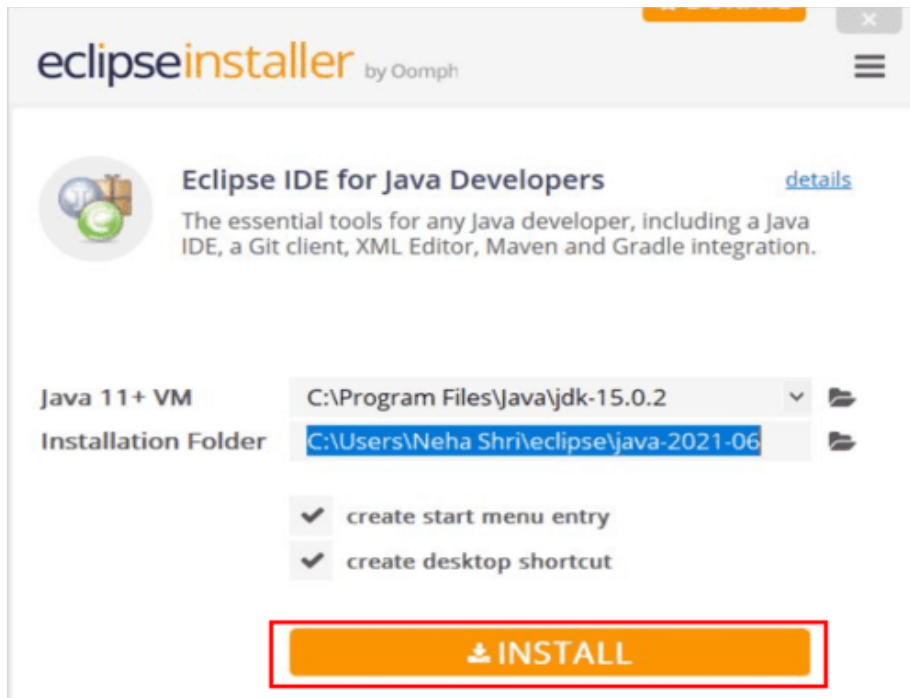 eclipseinstaller by Oomph
Eclipse IDE for Java Developers details
The essential tools for any Java developer, including a Java
IDE, a Git client, XML Editor, Maven and Gradle integration.
Java 11+ VM C:\Program Files\Java\jdk-15.0.2
Installation Folder C:\Users\Neha Shri\eclipse\java-2021-06
create start menu entry
create desktop shortcut
INSTALL